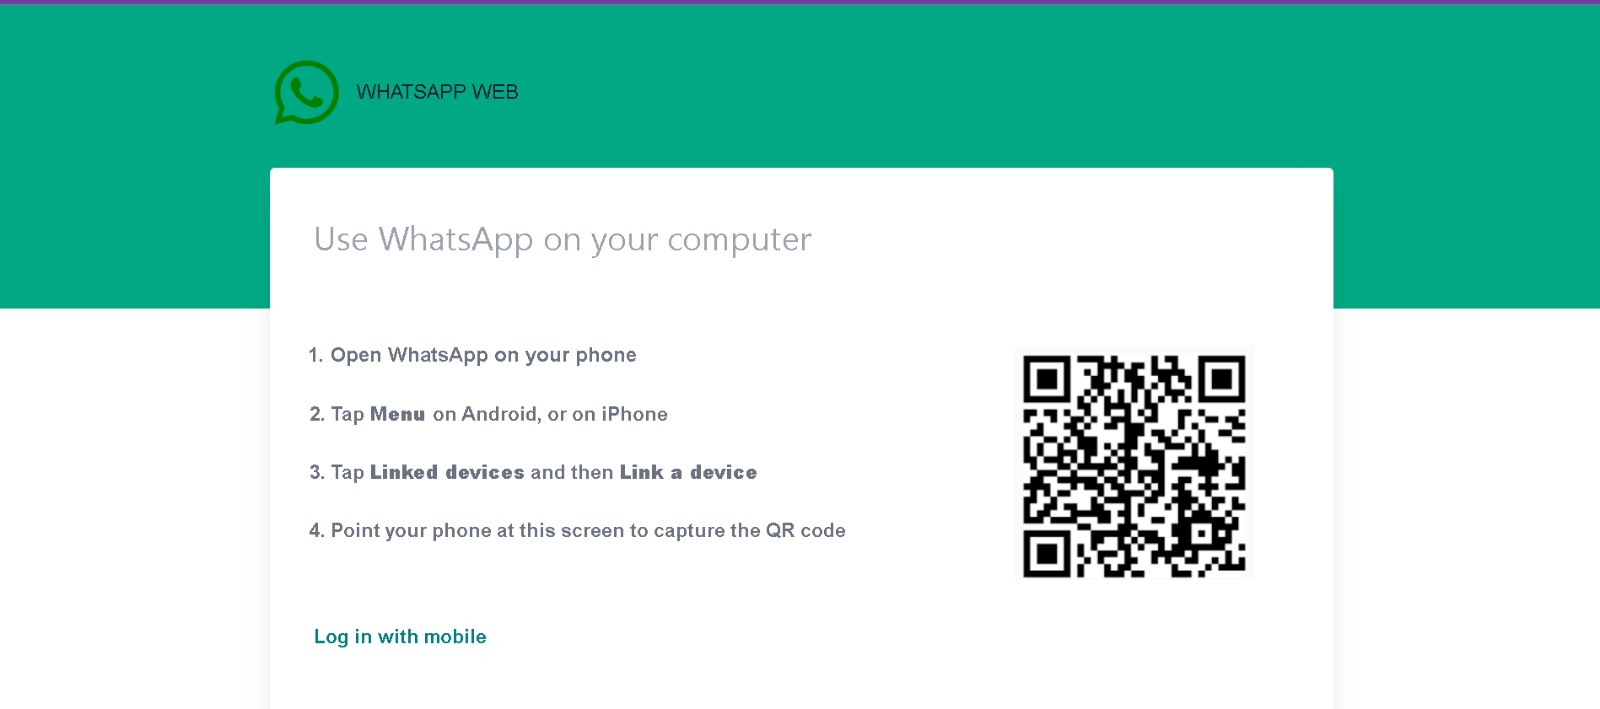 WHATSAPP WEB
Use WhatsApp on your computer
1. Open WhatsApp on your phone
2. Tap Menu on Android, or on iPhone
3. Tap Linked devices and then Link a device
4. Point your phone at this screen to capture the QR code
Log in with mobile